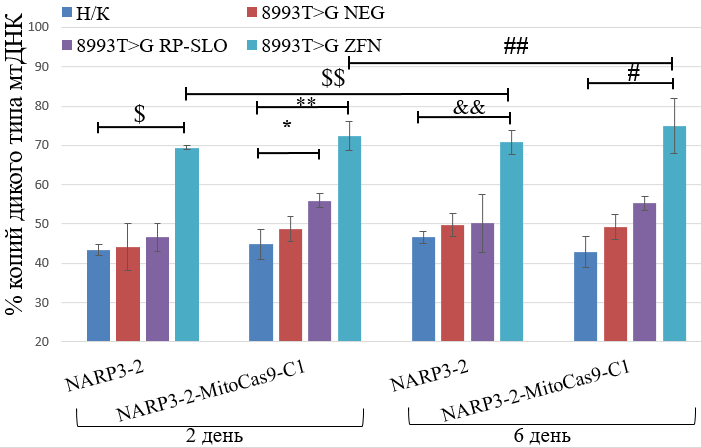 Н/К
8993T>G NEG
8993T>G RP-SLO
8993T>G ZFN
% копий дикого типа мтДНК
100
90
80
70
60
50
40
30
20
$
$$
**
*
&&
##
#
NARP3-2
NARP3-2-MitoCas9-C1
NARP3-2
NARP3-2-MitoCas9-C1
2 день
6 день